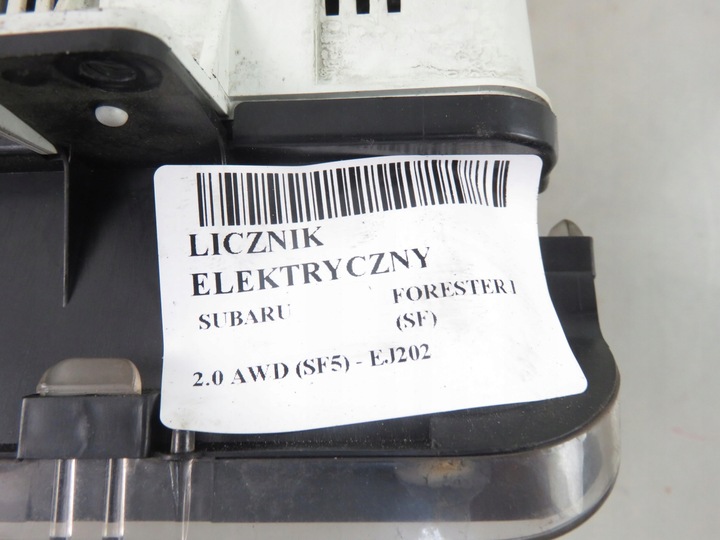 LICZNIK
ELEKTRYCZNY
SUBARU FORESTER I
(SF)
2.0 AWD (SF5) - EJ202